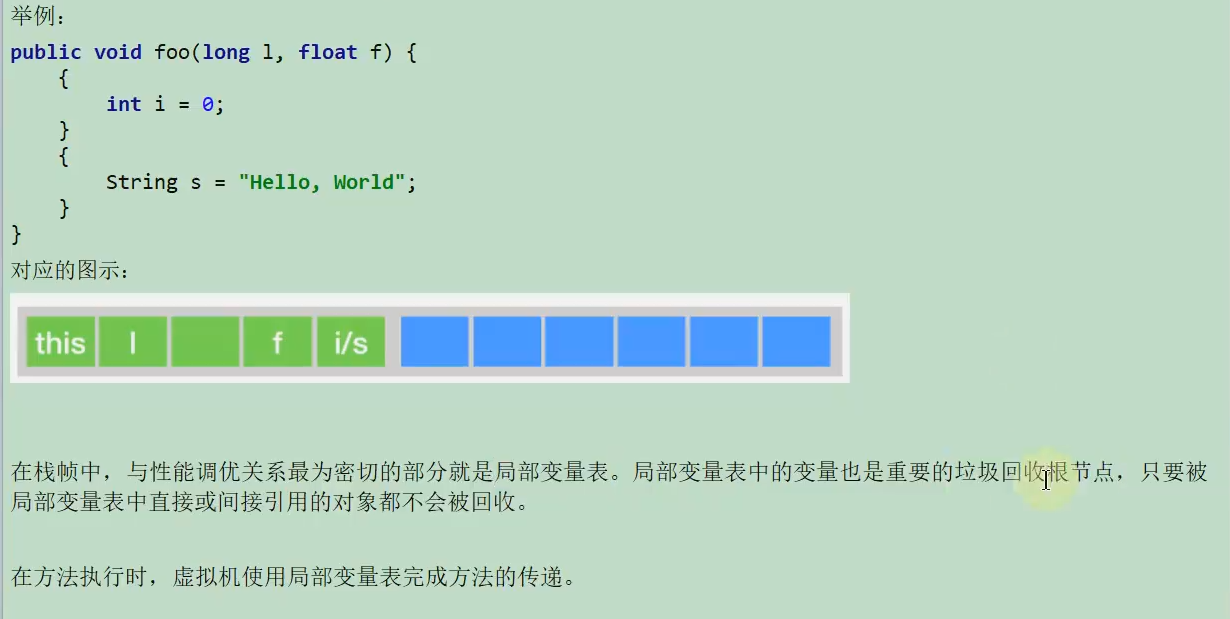 举例：
public void foo(long l, float f) {
    {
        int i = 0;
    }
    {
        String s = "Hello, World";
    }
}
对应的图示：
this l f i/s
在栈帧中，与性能调优关系最为密切的部分就是局部变量表。局部变量表中的变量也是重要的垃圾回收根节点，只要被
局部变量表中直接或间接引用的对象都不会被回收。
在方法执行时，虚拟机使用局部变量表完成方法的传递。